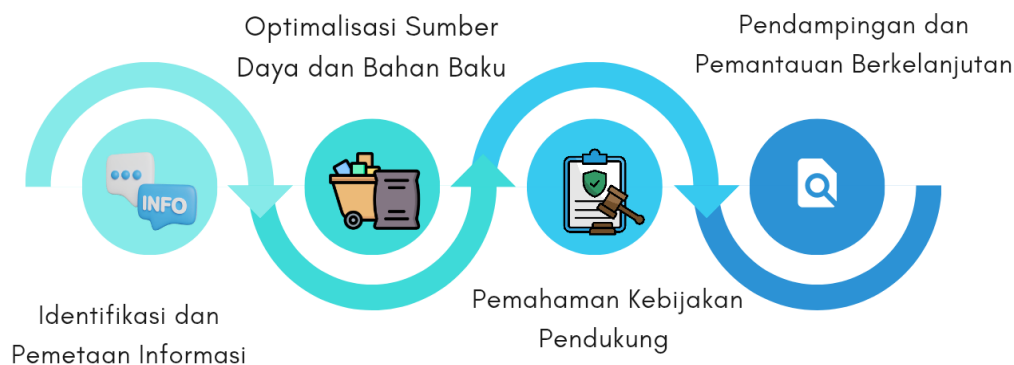 Optimalisasi Sumber
Daya dan Bahan Baku
Pendampingan dan
Pemantauan Berkelanjutan
INFO
Identifikasi dan
Pemetaan Informasi
Pemahaman Kebijakan
Pendukung